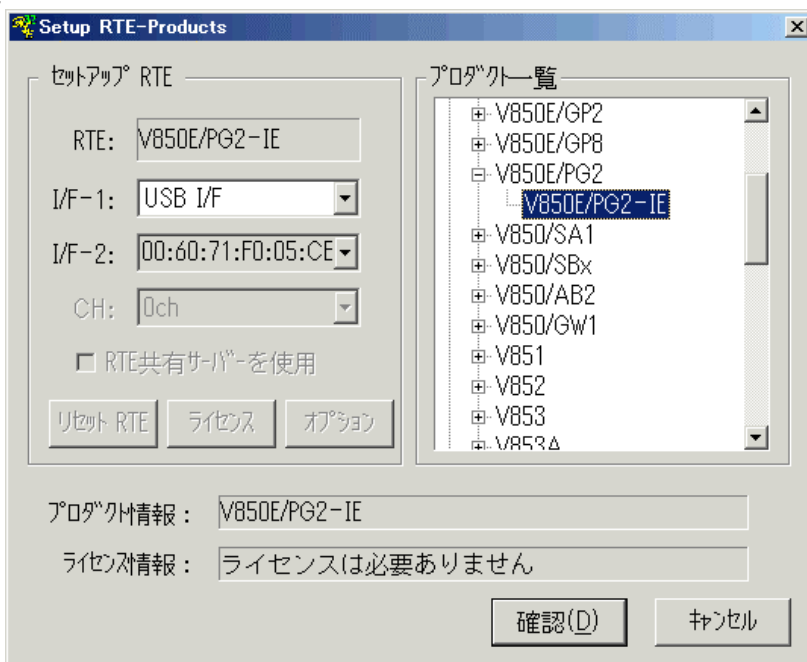 Setup RTE-Products
ｾｯﾄｱｯﾌﾟ RTE
RTE: V850E/PG2-IE
I/F-1: USB I/F
I/F-2: 00:60:71:F0:05:CE
CH: 0ch
RTE共有ｻｰﾊﾞｰを使用
ﾘｾｯﾄ RTE
ﾗｲｾﾝｽ
ｵﾌﾟｼｮﾝ
ﾌﾟﾛﾀﾞｸﾄ一覧
V850E/GP2
V850E/GP8
V850E/PG2
V850E/PG2-IE
V850/SA1
V850/SBx
V850/AB2
V850/GW1
V851
V852
V853
V853A
ﾌﾟﾛﾀﾞｸﾄ情報： V850E/PG2-IE
ﾗｲｾﾝｽ情報： ライセンスは必要ありません
確認(D)
ｷｬﾝｾﾙ